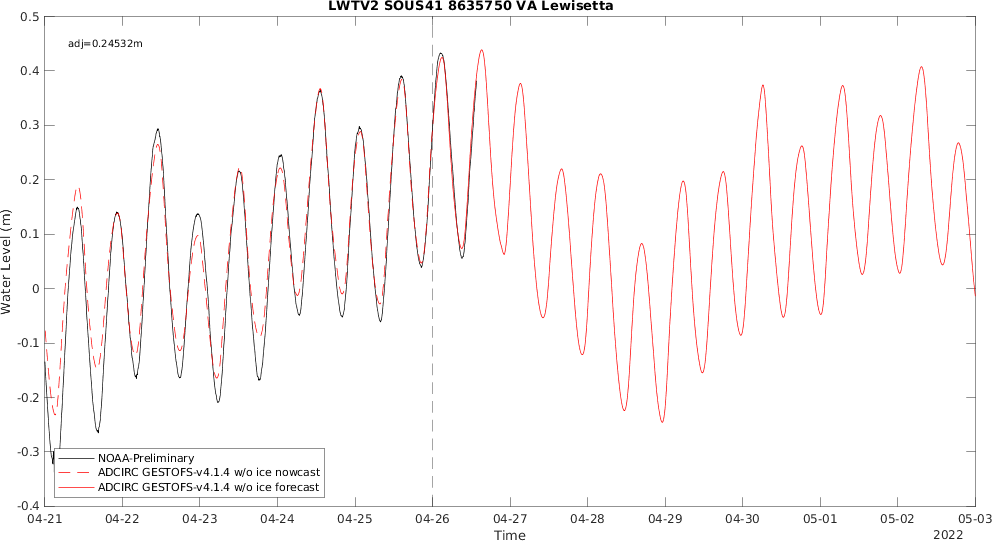 LWTV2 SOUS41 8635750 VA Lewisetta
adj=0.24532m
0.5
0.4
0.3
0.2
0.1
0
-0.1
-0.2
-0.3
-0.4
Water Level (m)
NOAA-Preliminary
ADCIRC GESTOFS-v4.1.4 w/o ice nowcast
ADCIRC GESTOFS-v4.1.4 w/o ice forecast
04-21 04-22 04-23 04-24 04-25 04-26 04-27 04-28 04-29 04-30 05-01 05-02 05-03
Time
2022